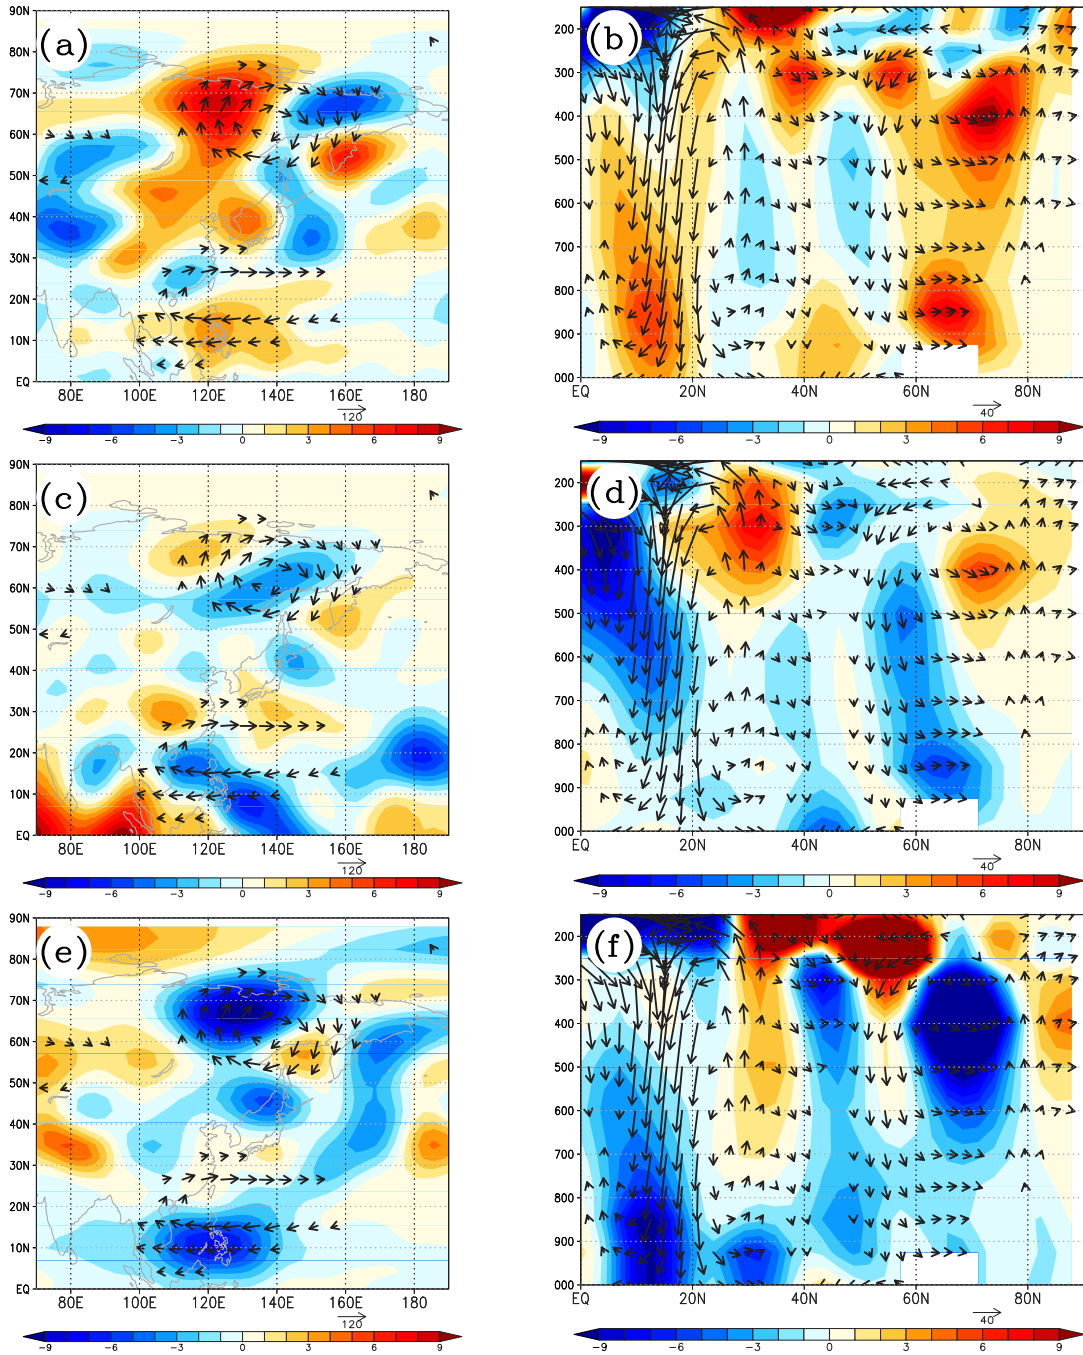 (a)
90N
80N
70N
60N
50N
40N
30N
20N
10N
EQ
80E 100E 120E 140E 160E 180
120
-9 -6 -3 0 3 6 9
(b)
200
300
400
500
600
700
800
900
000
EQ 20N 40N 60N 80N
40
-9 -6 -3 0 3 6 9
(c)
90N
80N
70N
60N
50N
40N
30N
20N
10N
EQ
80E 100E 120E 140E 160E 180
120
-9 -6 -3 0 3 6 9
(d)
200
300
400
500
600
700
800
900
000
EQ 20N 40N 60N 80N
40
-9 -6 -3 0 3 6 9
(e)
90N
80N
70N
60N
50N
40N
30N
20N
10N
EQ
80E 100E 120E 140E 160E 180
120
-9 -6 -3 0 3 6 9
(f)
200
300
400
500
600
700
800
900
000
EQ 20N 40N 60N 80N
40
-9 -6 -3 0 3 6 9